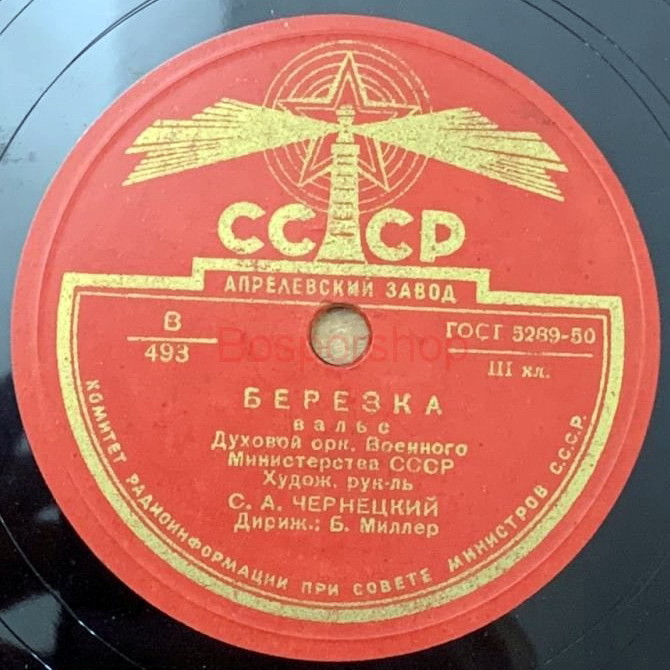 СССР
АПРЕЛЕВСКИЙ ЗАВОД
В
493
ГОСТ 5289-50
III кл.
Bosporshop
БЕРЕЗКА
вальс
Духовой орк. Военного
Министерства СССР
Худож. рук-ль
С. А. ЧЕРНЕЦКИЙ
Дириж.: Б. Миллер
КОМИТЕТ РАДИОИНФОРМАЦИИ ПРИ СОВЕТЕ МИНИСТРОВ С.С.С.Р.